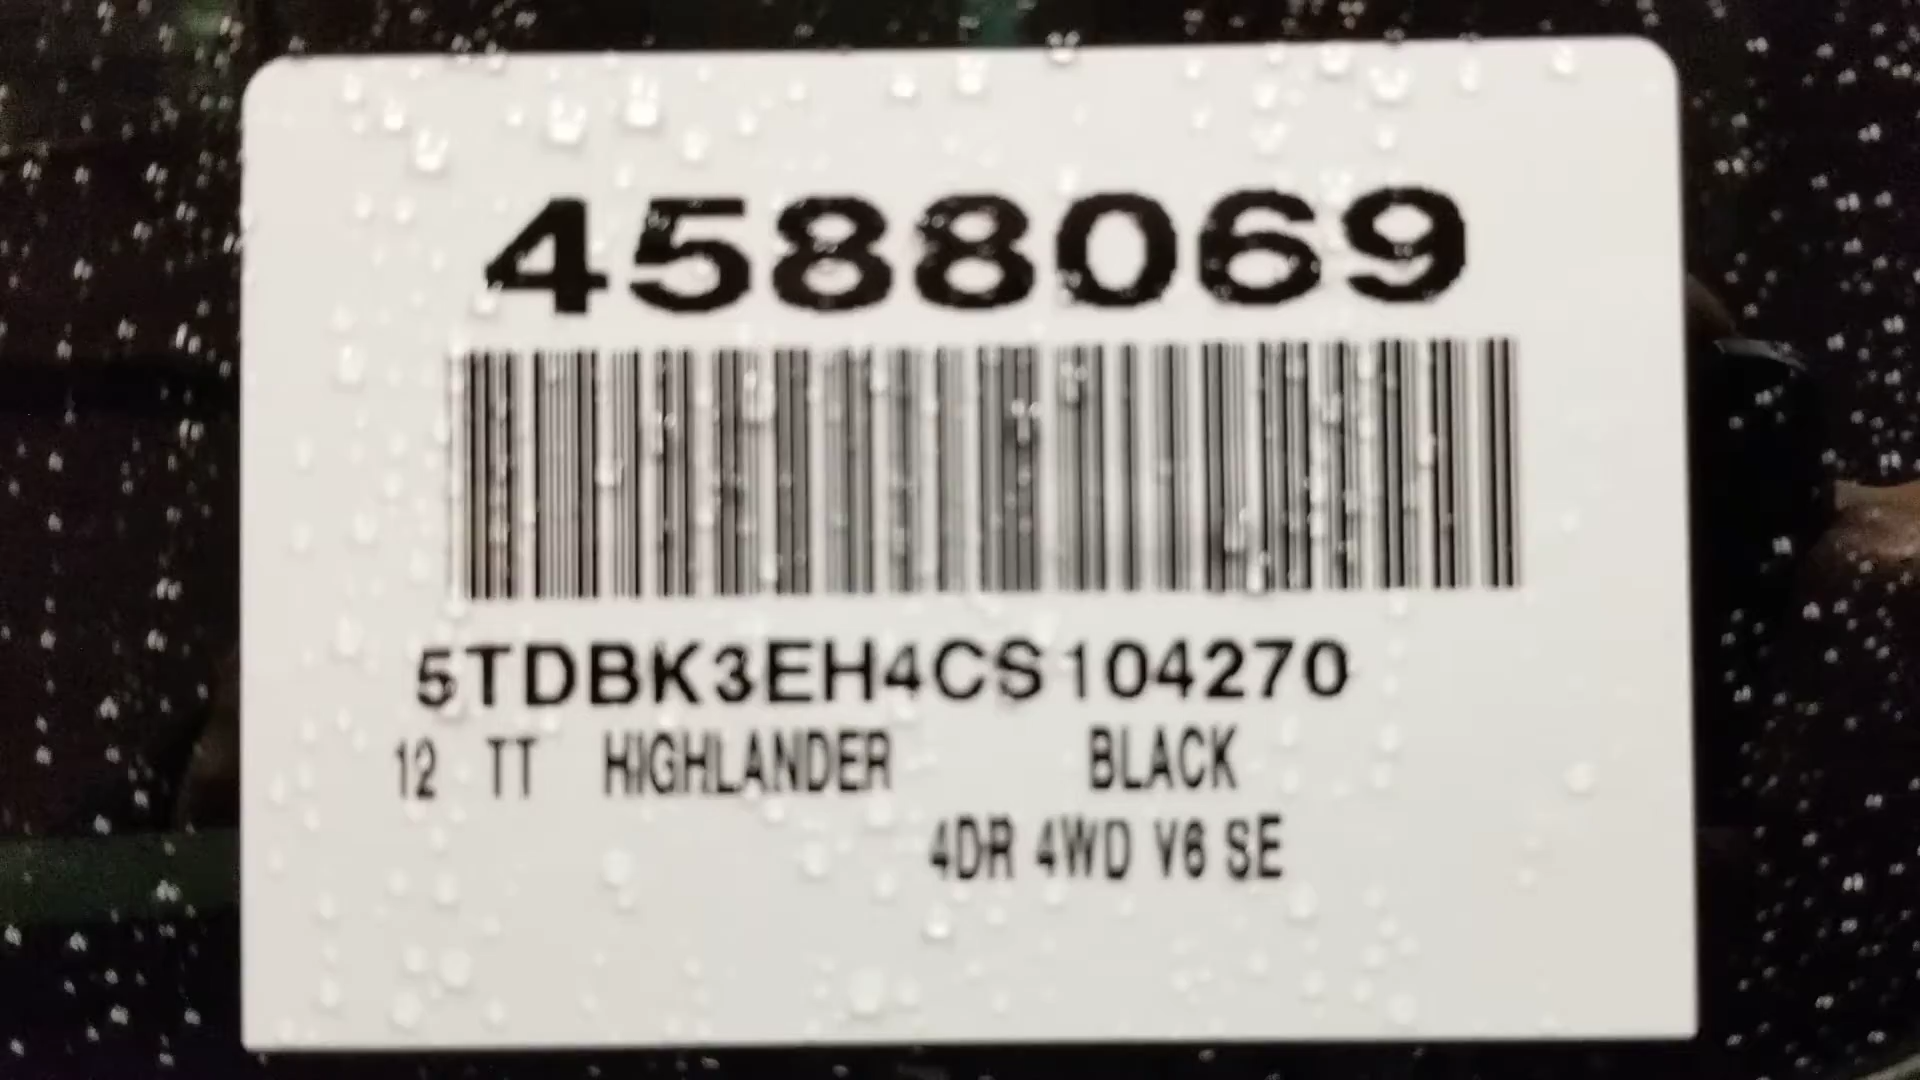 4588069
5TDBK3EH4CS104270
12 TT HIGHLANDER BLACK
4DR 4WD V6 SE